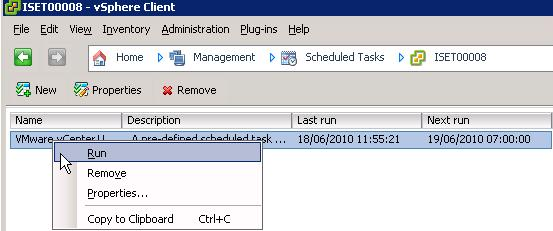 ISET00008 - vSphere Client
File Edit View Inventory Administration Plug-ins Help
Home Management Scheduled Tasks ISET00008
New Properties Remove
Name Description Last run Next run
VMware vCenter U A pre-defined scheduled task ... 18/06/2010 11:55:21 19/06/2010 07:00:00
Run
Remove
Properties...
Copy to Clipboard Ctrl+C